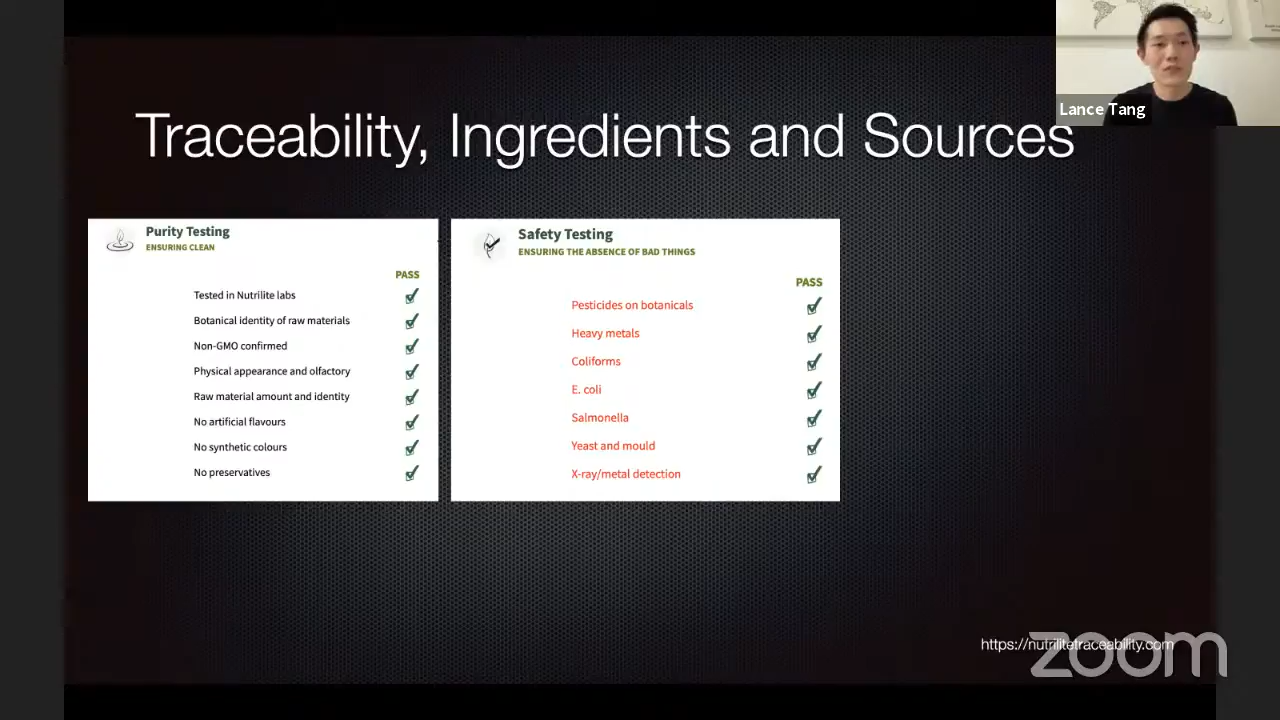 Lance Tang
Traceability, Ingredients and Sources
Purity Testing
ENSURING CLEAN
PASS
Tested in Nutrilite labs
Botanical identity of raw materials
Non-GMO confirmed
Physical appearance and olfactory
Raw material amount and identity
No artificial flavours
No synthetic colours
No preservatives
Safety Testing
ENSURING THE ABSENCE OF BAD THINGS
PASS
Pesticides on botanicals
Heavy metals
Coliforms
E. coli
Salmonella
Yeast and mould
X-ray/metal detection
https://nutrilitetraceability.com
zoom